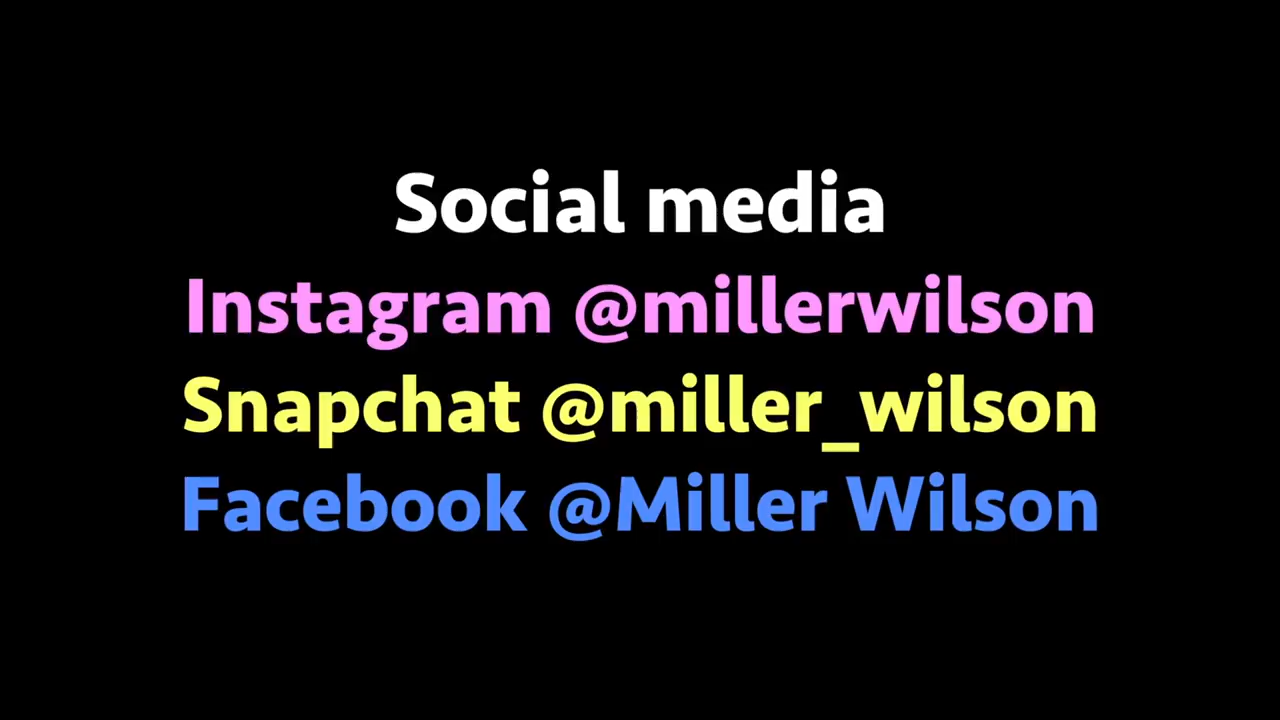 Social media
Instagram @millerwilson
Snapchat @miller_wilson
Facebook @Miller Wilson